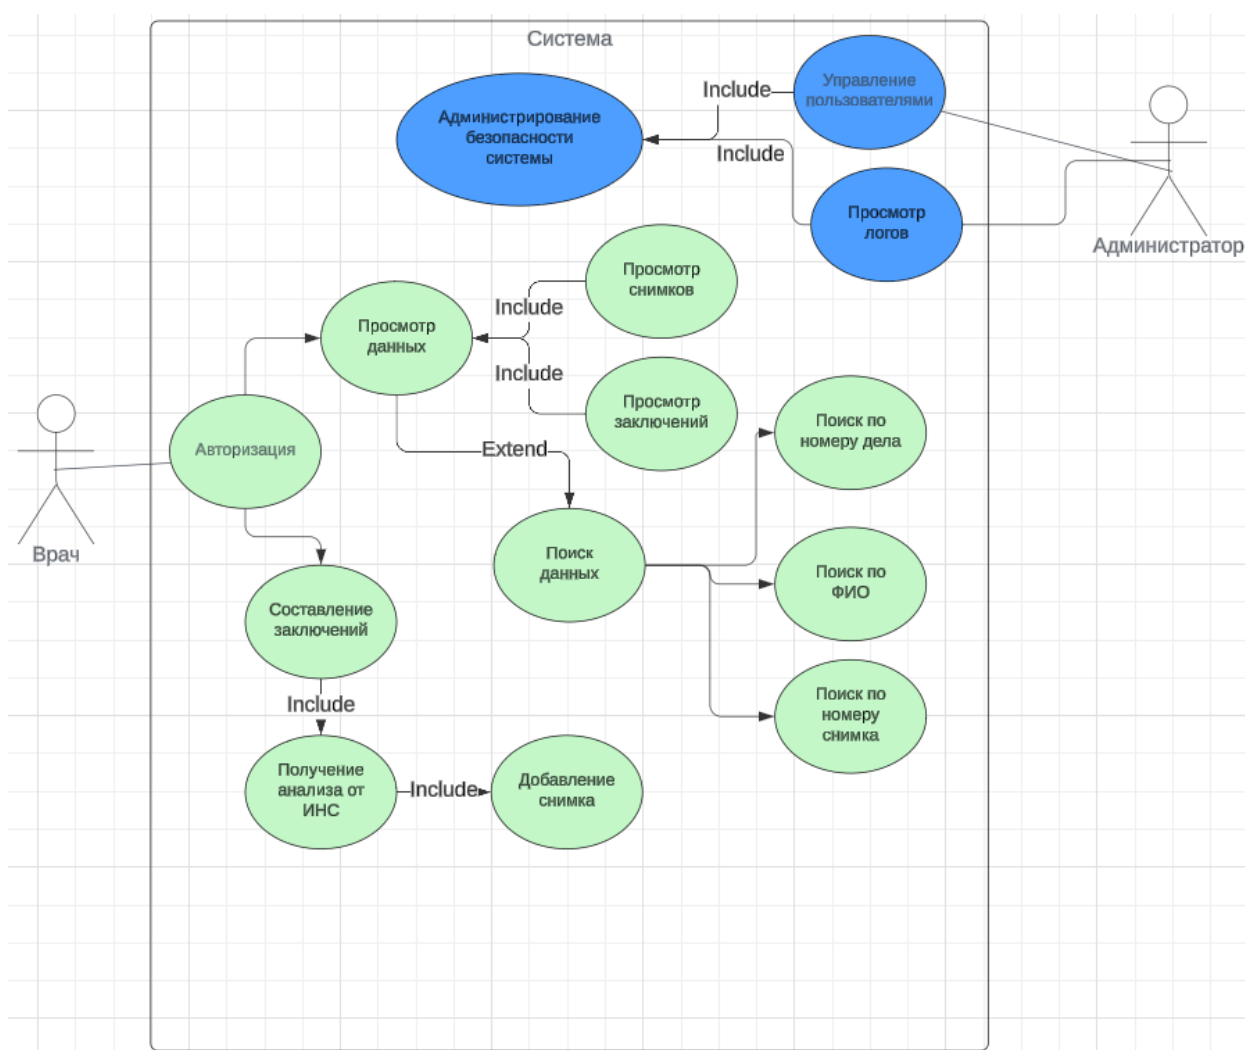 Система
Управление
пользователями
Include
Администрирование
безопасности
системы
Include
Просмотр
логов
Администратор
Просмотр
снимков
Include
Просмотр
данных
Include
Просмотр
заключений
Поиск по
номеру дела
Авторизация
Extend
Врач
Поиск
данных
Поиск по
ФИО
Составление
заключений
Include
Поиск по
номеру
снимка
Получение
анализа от
ИНС
Include
Добавление
снимка